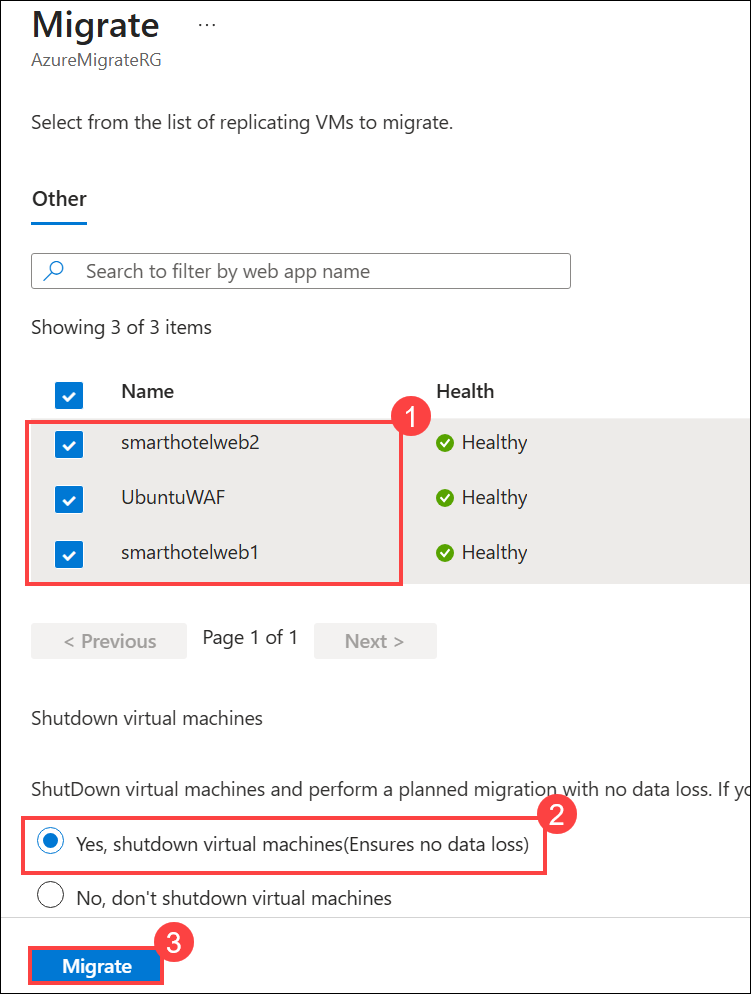 Migrate ...
AzureMigrateRG
Select from the list of replicating VMs to migrate.
Other
Search to filter by web app name
Showing 3 of 3 items
Name Health
1
smarthotelweb2 Healthy
UbuntuWAF Healthy
smarthotelweb1 Healthy
< Previous Page 1 of 1 Next >
Shutdown virtual machines
ShutDown virtual machines and perform a planned migration with no data loss. If yo
2
Yes, shutdown virtual machines(Ensures no data loss)
No, don't shutdown virtual machines
3
Migrate